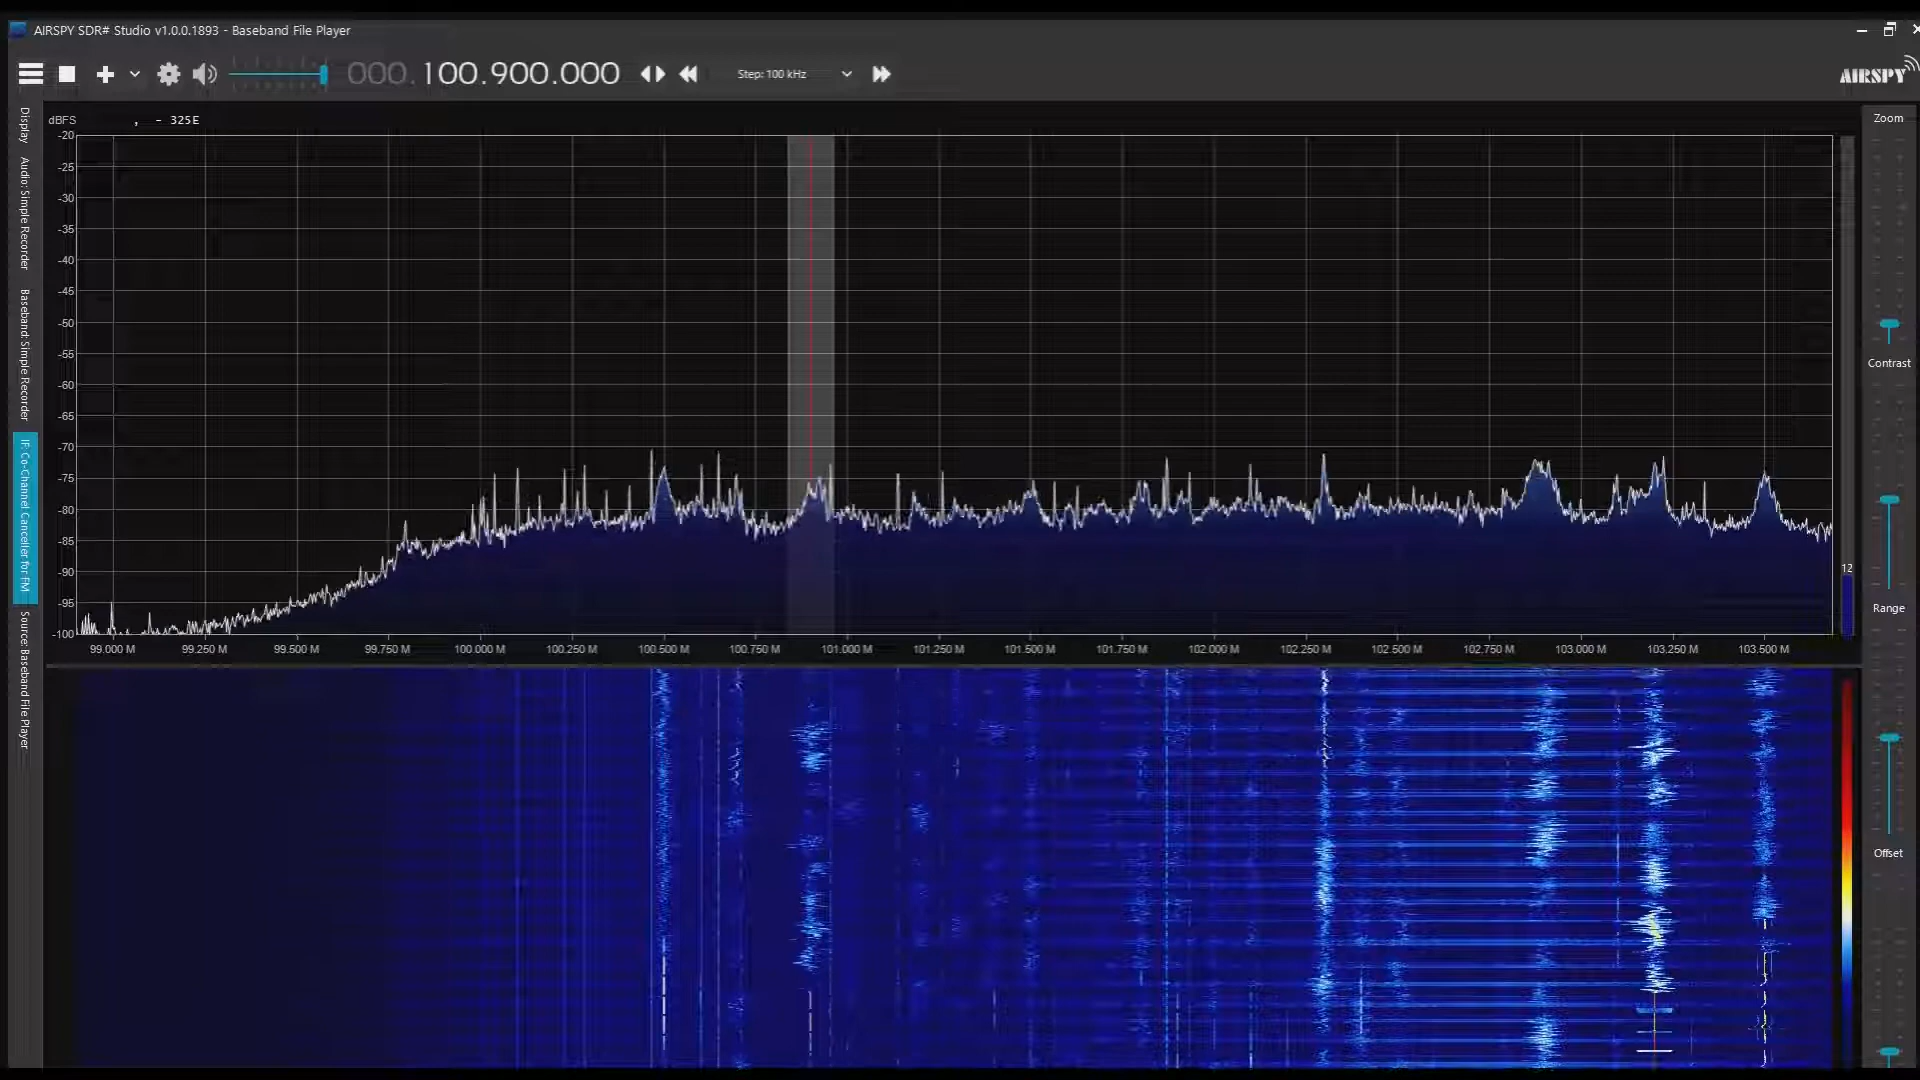 AIRSPY SDR# Studio v1.0.0.1893 - Baseband File Player
000.100.900.000
Step: 100 kHz
AIRSPY
Display
Audio: Simple Recorder
Baseband: Simple Recorder
IF: Co-Channel Canceller for FM
Source: Baseband File Player
dBFS
, - 325E
-20
-25
-30
-35
-40
-45
-50
-55
-60
-65
-70
-75
-80
-85
-90
-95
-100
99.000 M 99.250 M 99.500 M 99.750 M 100.000 M 100.250 M 100.500 M 100.750 M 101.000 M 101.250 M 101.500 M 101.750 M 102.000 M 102.250 M 102.500 M 102.750 M 103.000 M 103.250 M 103.500 M
12
Zoom
Contrast
Range
Offset